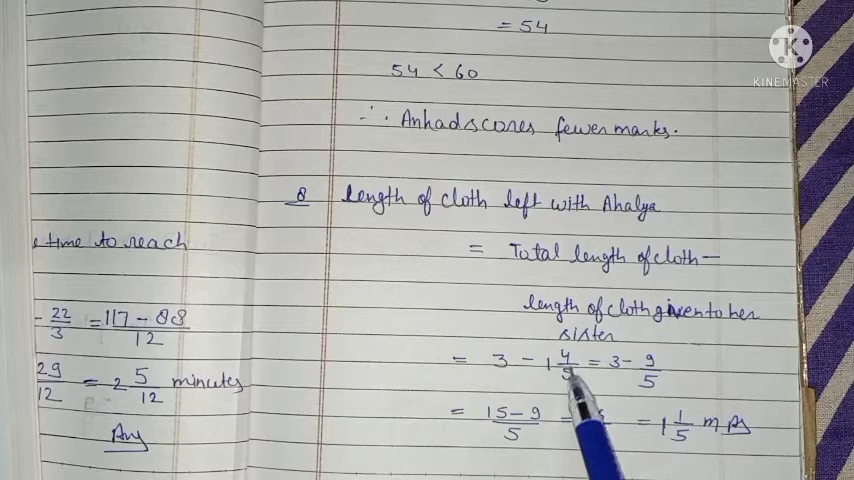 = 54
54 < 60
∴ Anhad scores fewer marks.
8 length of cloth left with Ahalya
= Total length of cloth –
length of cloth given to her
sister
= 3 - 1 4/5 = 3 - 9/5
= 15-9/5 = = 1 1/5 m
time to reach
- 22/3 = 117 - 88/12
29/12 = 2 5/12 minutes
Ans
K
KINEMASTER